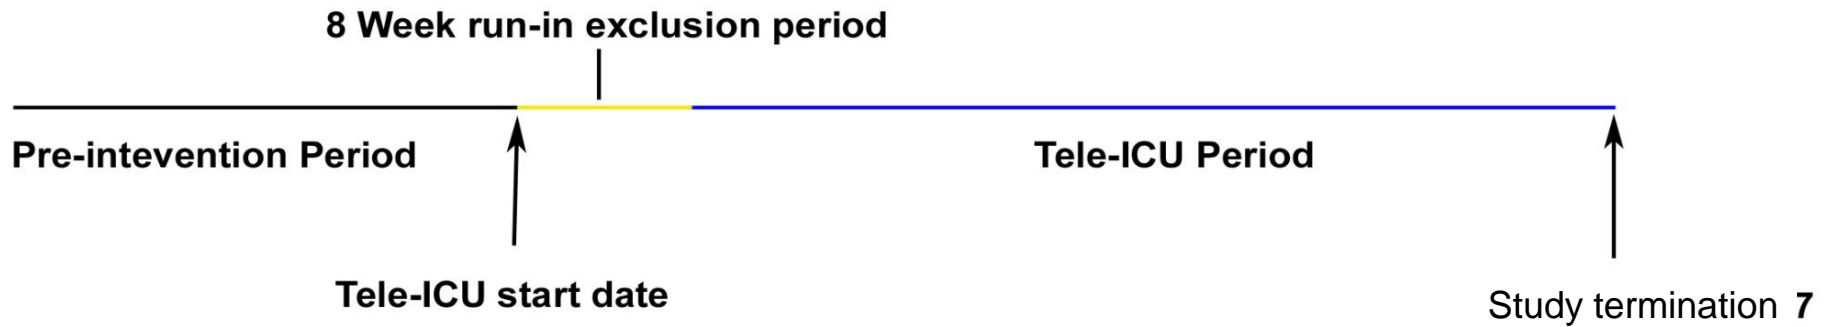 8 Week run-in exclusion period
Pre-intevention Period
Tele-ICU Period
Tele-ICU start date
Study termination 7